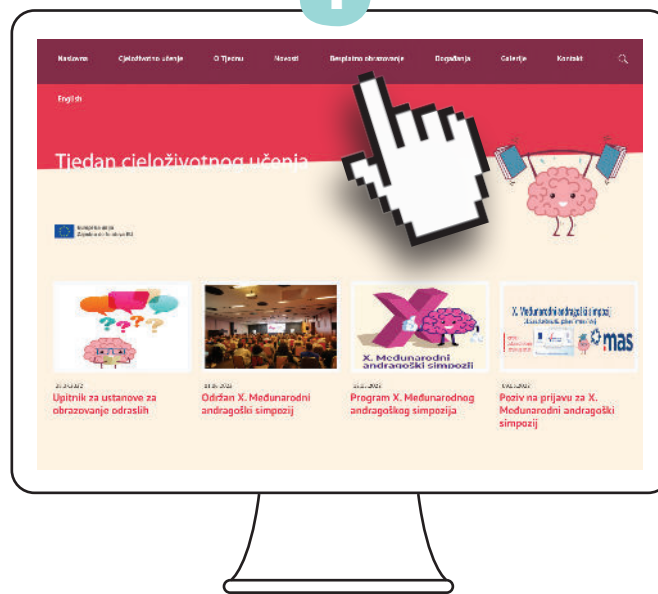 1
Naslovna Cjeloživotno učenje O Tjednu Novosti Besplatno obrazovanje Događanja Galerije Kontakt
English
Tjedan cjeloživotnog učenja
Upitnik za ustanove za
obrazovanje odraslih
Održan X. Međunarodni
andragoški simpozij
X. Međunarodni
andragoški simpozij
Program X. Međunarodnog
andragoškog simpozija
X. Međunarodni andragoški simpozij
mas
Poziv na prijavu za X.
Međunarodni andragoški
simpozij